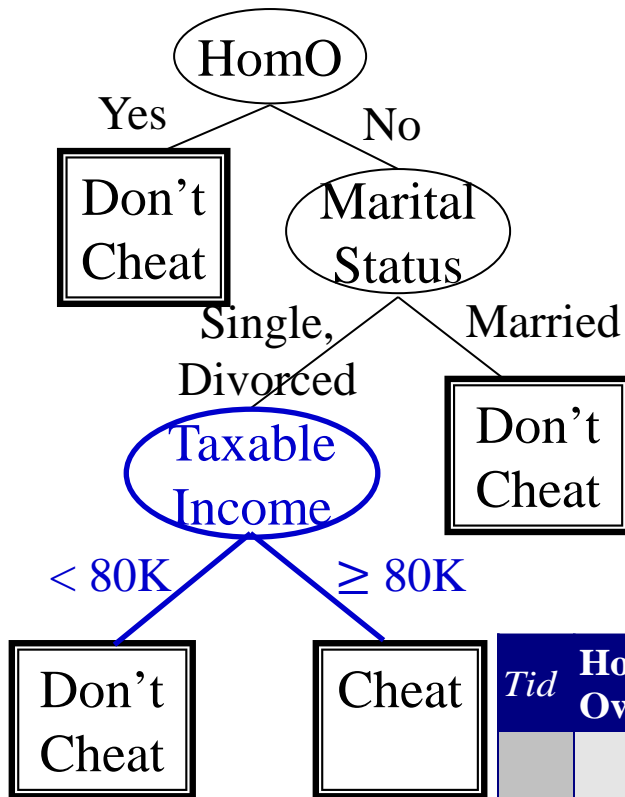 HomO
Yes
No
Don't
Cheat
Marital
Status
Single,
Divorced
Married
Taxable
Income
Don't
Cheat
< 80K
≥ 80K
Don't
Cheat
Cheat
Tid